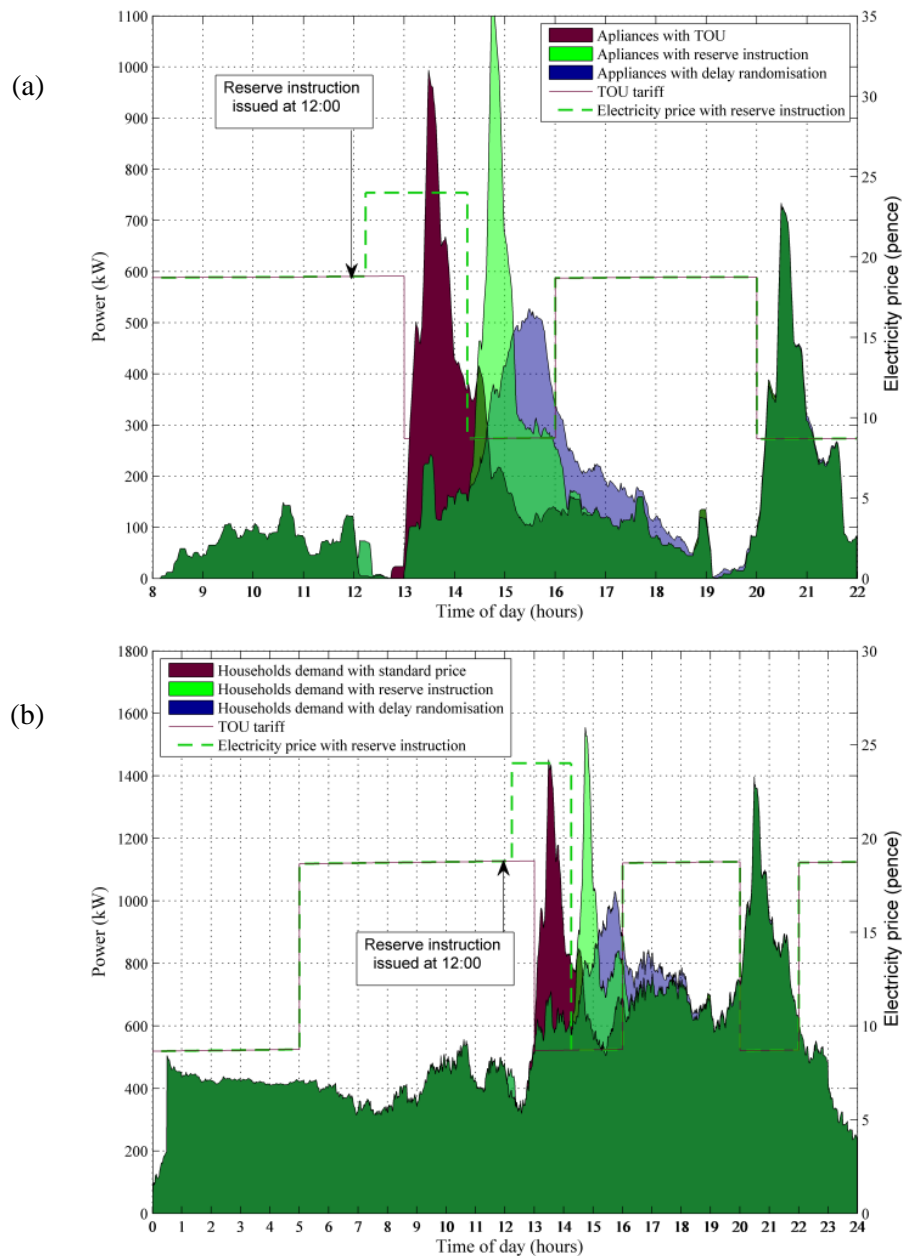 (a)
1100
1000
900
800
700
600
500
400
300
200
100
0
Power (kW)
35
30
25
20
15
10
5
0
Electricity price (pence)
Reserve instruction
issued at 12:00
Apliances with TOU
Apliances with reserve instruction
Appliances with delay randomisation
TOU tariff
Electricity price with reserve instruction
8 9 10 11 12 13 14 15 16 17 18 19 20 21 22
Time of day (hours)
(b)
1800
1600
1400
1200
1000
800
600
400
200
0
Power (kW)
30
25
20
15
10
5
0
Electricity price (pence)
Households demand with standard price
Households demand with reserve instruction
Households demand with delay randomisation
TOU tariff
Electricity price with reserve instruction
Reserve instruction
issued at 12:00
0 1 2 3 4 5 5 7 8 9 10 11 12 13 14 15 16 17 18 19 20 21 22 23 24
Time of day (hours)